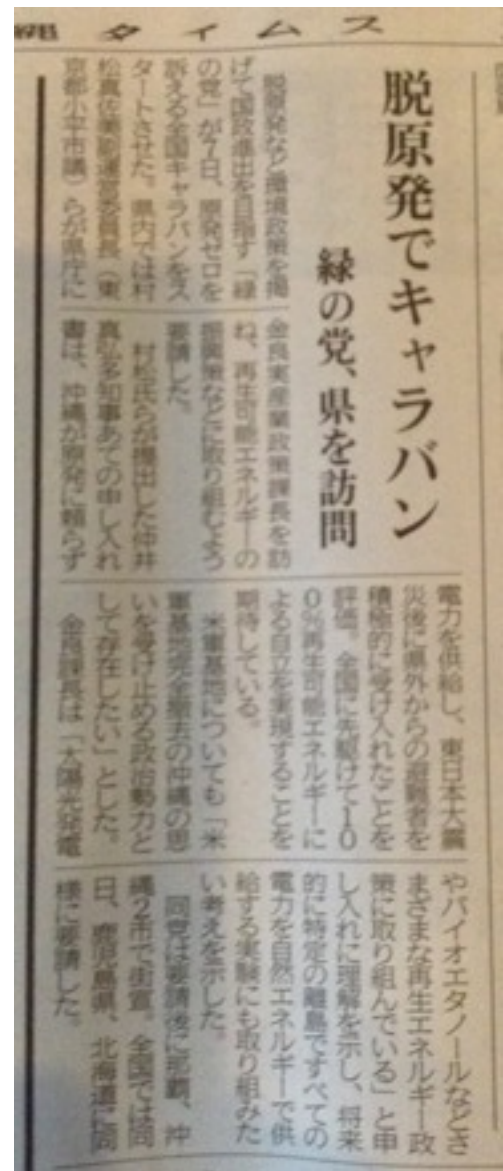 タイムス
脱原発でキャラバン
緑の党、県を訪問
脱原発など環境政策を掲
げて国政進出を目指す「緑
の党」が7日、原発ゼロを
訴える全国キャラバンをス
タートさせた。県内では村
松真佐美副運営委員長（東
京都小平市議）らが県庁に
金良実産業政策課長を訪
ね、再生可能エネルギーの
振興策などに取り組むよう
要請した。
村松氏らが提出した仲井
真弘多知事あての申し入れ
書は、沖縄が原発に頼らず
電力を供給し、東日本大震
災後に県外からの避難者を
積極的に受け入れたことを
評価。全国に先駆けて10
0％再生可能エネルギーに
よる自立を実現することを
期待している。
米軍基地についても「米
軍基地完全撤去の沖縄の思
いを受け止める政治勢力と
して存在したい」とした。
金良課長は「太陽光発電
やバイオエタノールなどさ
まざまな再生エネルギー政
策に取り組んでいる」と申
し入れに理解を示し、将来
的に特定の離島ですべての
電力を自然エネルギーで供
給する実験にも取り組みた
い考えを示した。
同党は要請後に那覇、沖
縄2市で街宣。全国では同
日、鹿児島県、北海道に同
様に要請した。